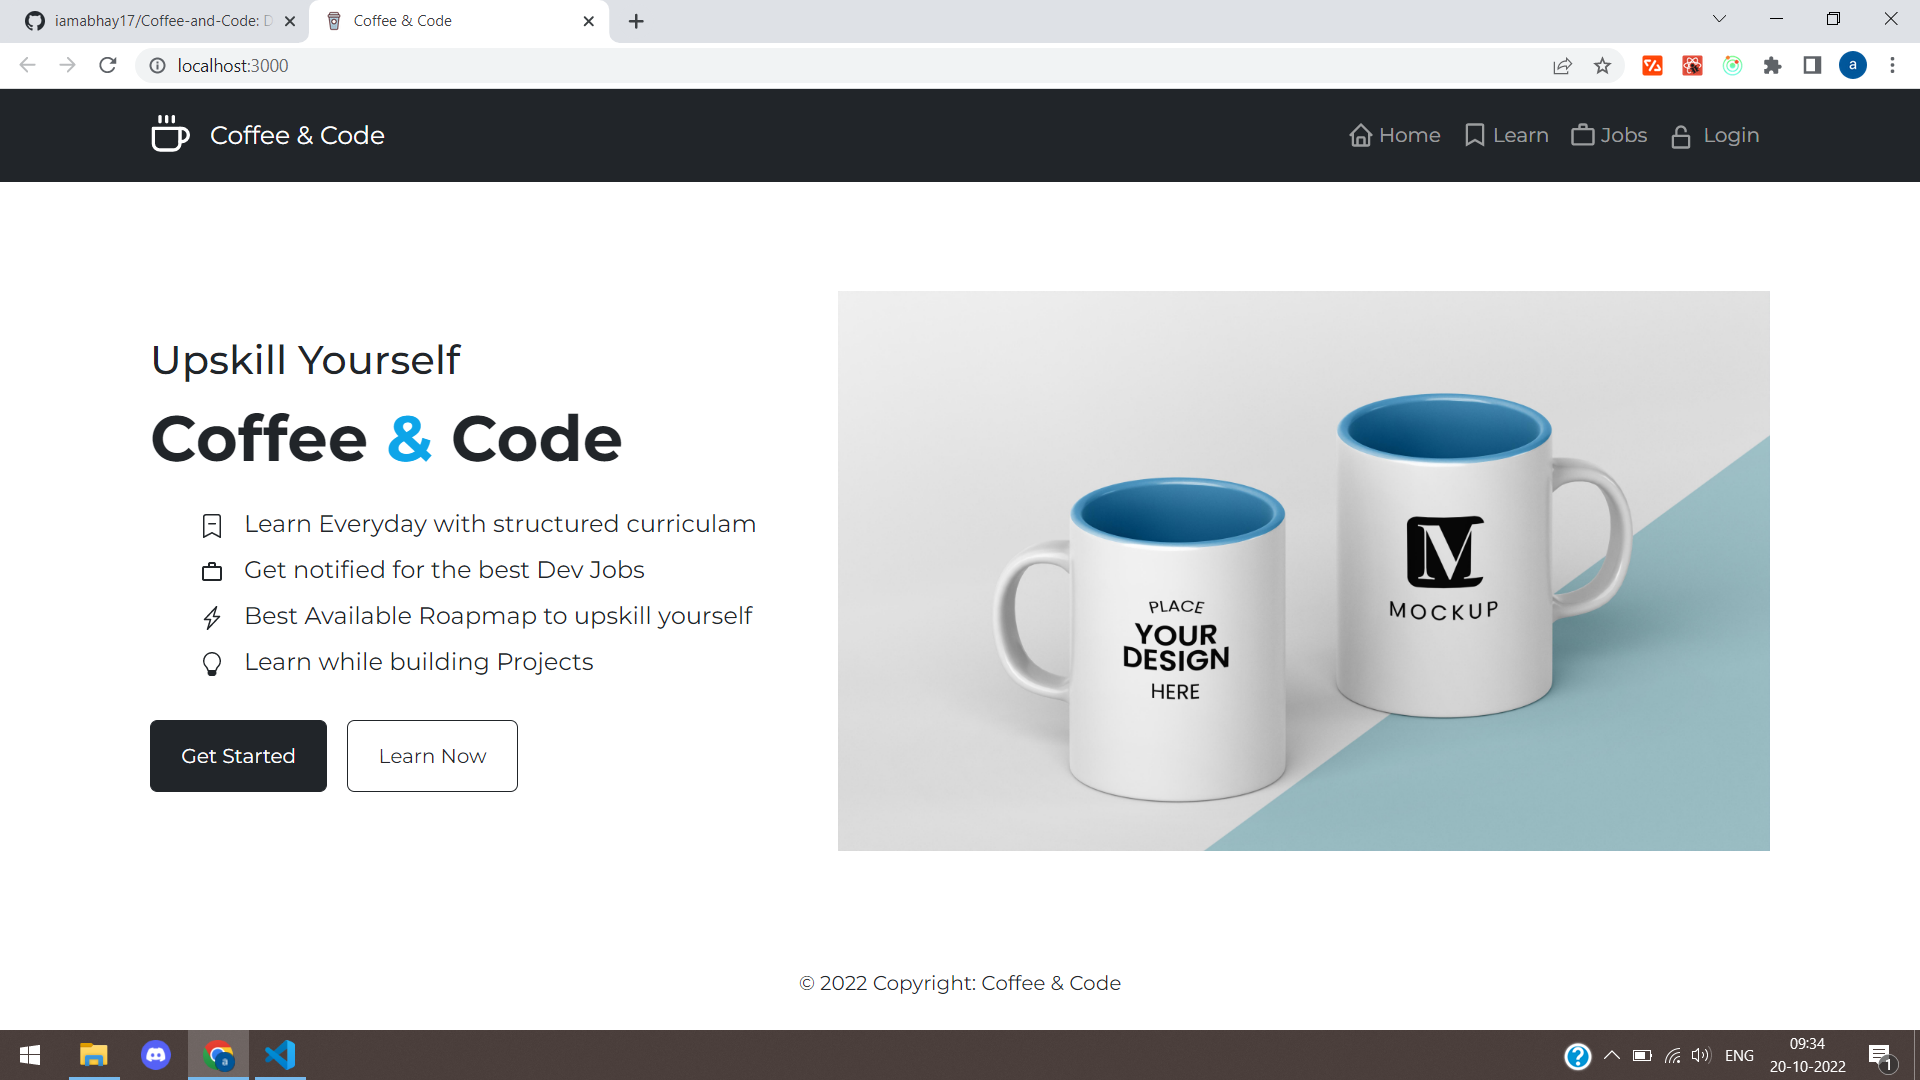 iamabhay17/Coffee-and-Code: D
Coffee & Code
localhost:3000
a
Coffee & Code
Home
Learn
Jobs
Login
Upskill Yourself
Coffee & Code
Learn Everyday with structured curriculam
Get notified for the best Dev Jobs
Best Available Roapmap to upskill yourself
Learn while building Projects
Get Started
Learn Now
PLACE
YOUR
DESIGN
HERE
M
MOCKUP
© 2022 Copyright: Coffee & Code
a
?
ENG
09:34
20-10-2022
1